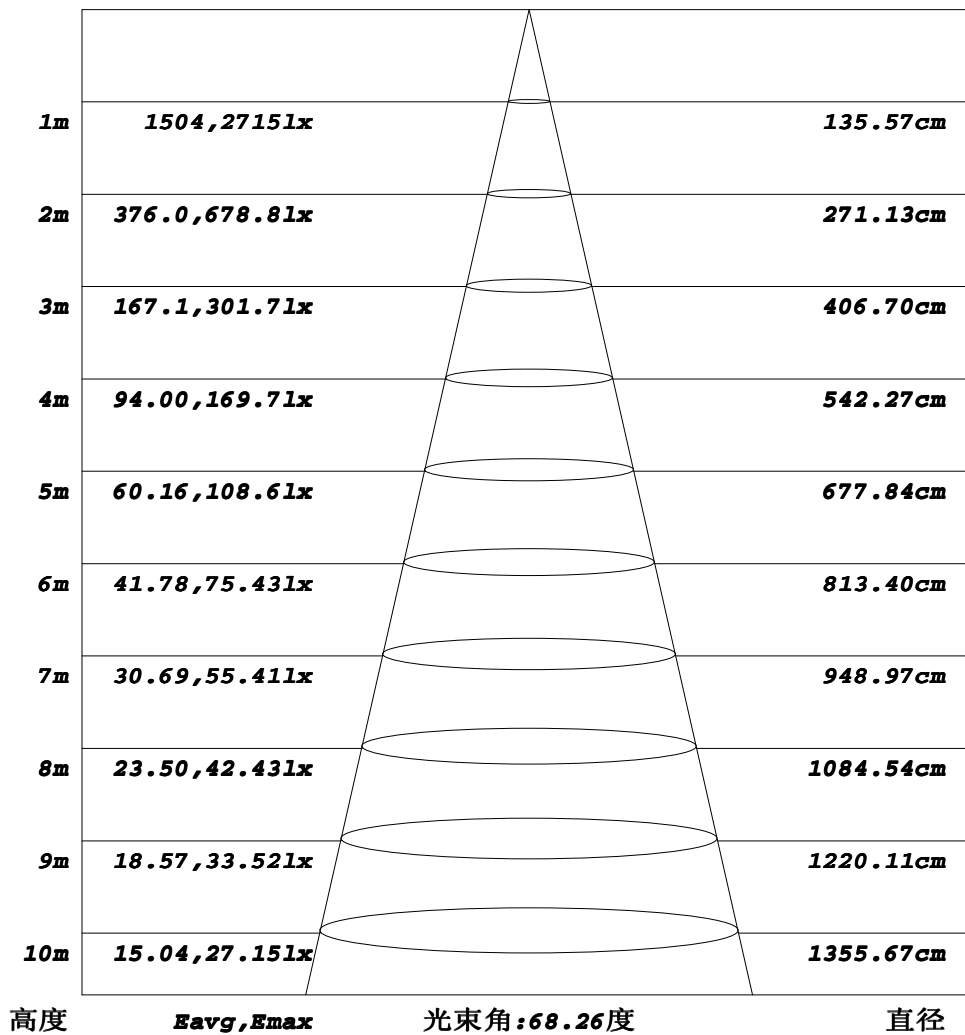 1m 1504,2715lx 135.57cm
2m 376.0,678.8lx 271.13cm
3m 167.1,301.7lx 406.70cm
4m 94.00,169.7lx 542.27cm
5m 60.16,108.6lx 677.84cm
6m 41.78,75.43lx 813.40cm
7m 30.69,55.41lx 948.97cm
8m 23.50,42.43lx 1084.54cm
9m 18.57,33.52lx 1220.11cm
10m 15.04,27.15lx 1355.67cm
高度 Eavg,Emax 光束角:68.26度 直径